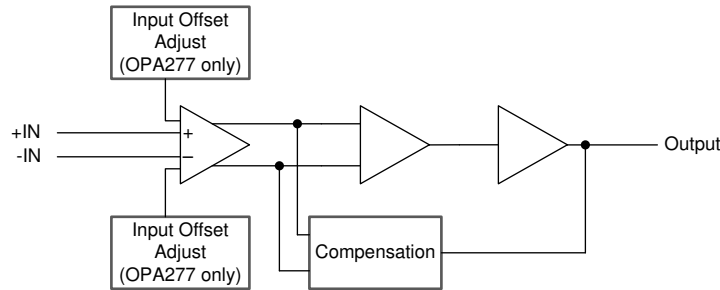 Input Offset
Adjust
(OPA277 only)
+IN
-IN
+
–
Output
Input Offset
Adjust
(OPA277 only)
Compensation